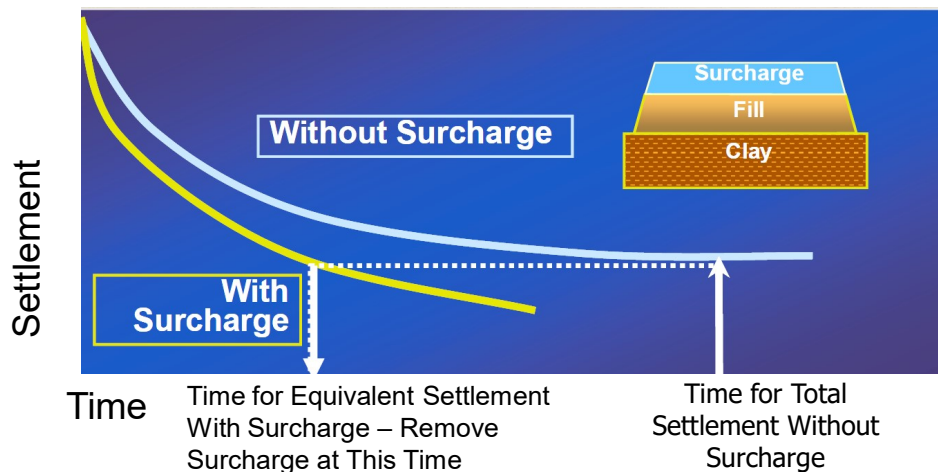 Surcharge
Fill
Clay
Without Surcharge
With
Surcharge
Settlement
Time
Time for Equivalent Settlement
With Surcharge – Remove
Surcharge at This Time
Time for Total
Settlement Without
Surcharge